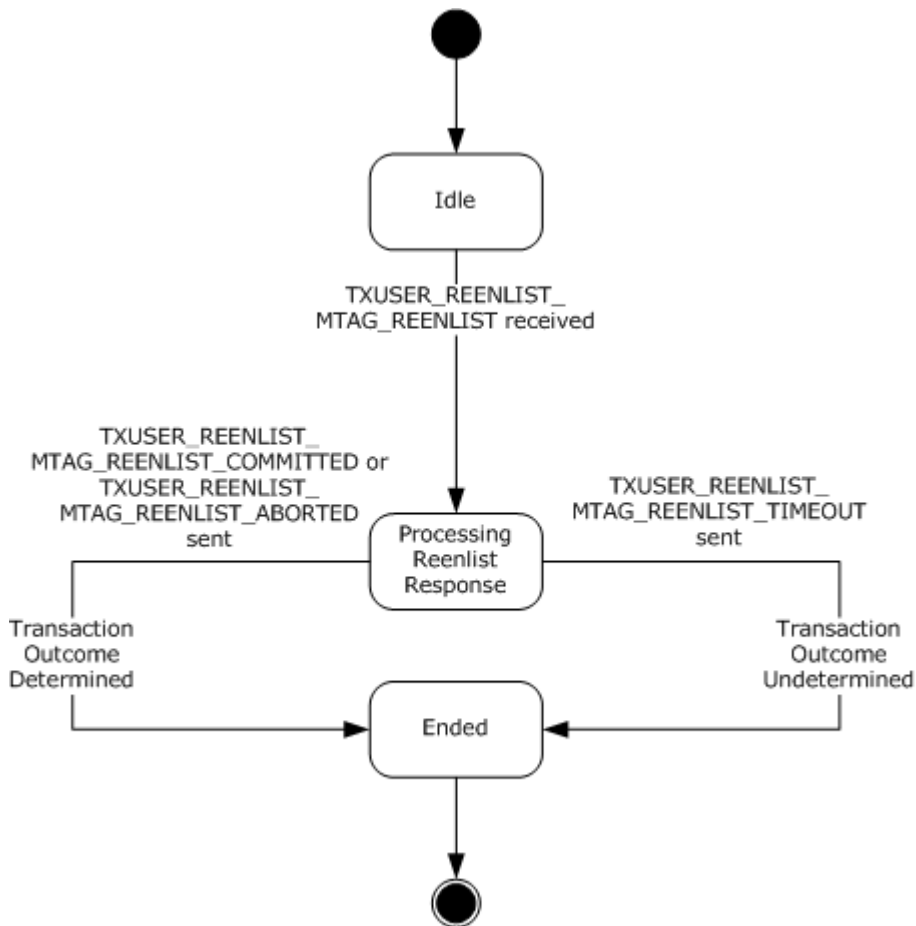 Idle
TXUSER_REENLIST_
MTAG_REENLIST received
TXUSER_REENLIST_
MTAG_REENLIST_COMMITTED or
TXUSER_REENLIST_
MTAG_REENLIST_ABORTED
sent
TXUSER_REENLIST_
MTAG_REENLIST_TIMEOUT
sent
Processing
Reenlist
Response
Transaction
Outcome
Determined
Transaction
Outcome
Undetermined
Ended